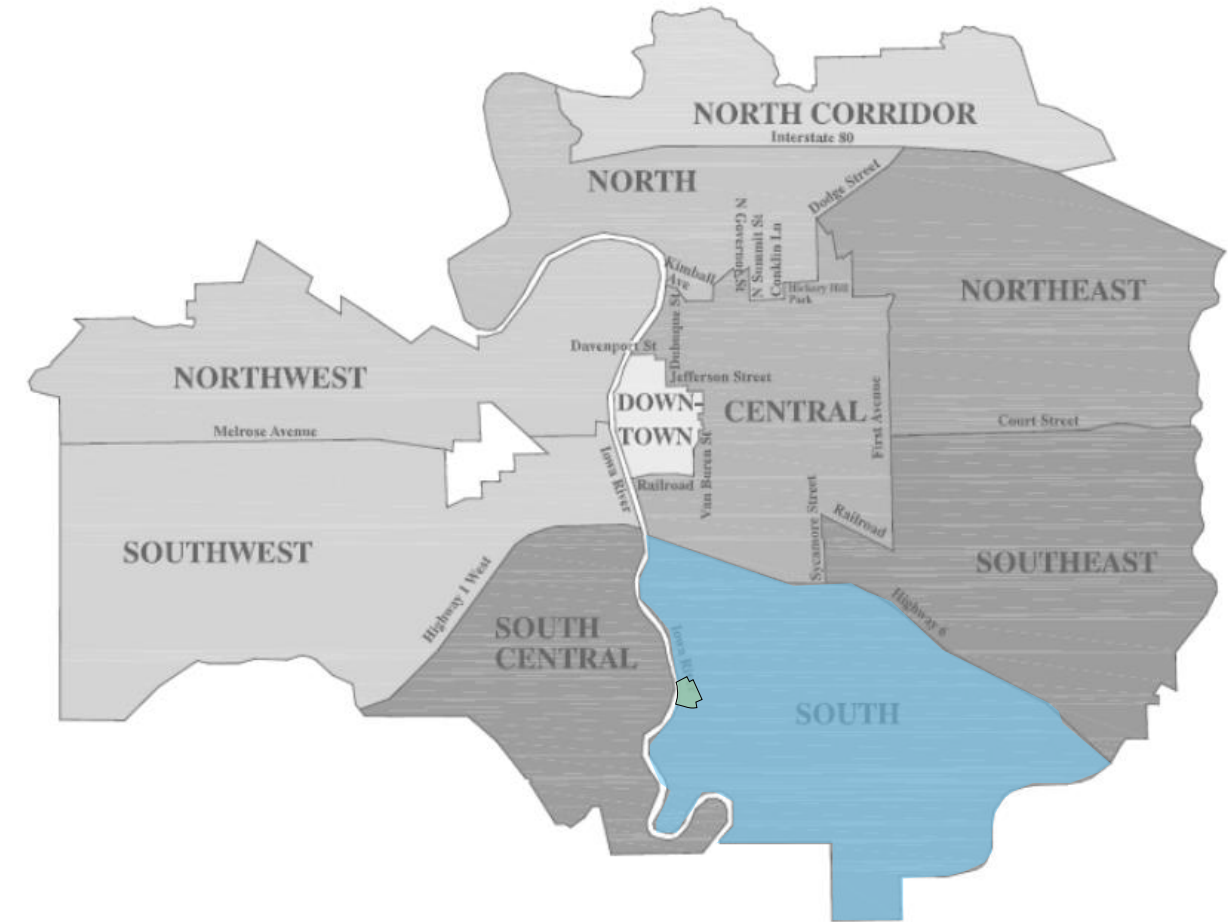 NORTH CORRIDOR
Interstate 80
NORTH
Dodge Street
N Governor St
N Summit St
Conklin Ln
Kimball
Ave
Hickory Hill
Park
NORTHEAST
Dubuque St
Davenport St
NORTHWEST
Jefferson Street
DOWN-
TOWN
CENTRAL
First Avenue
Court Street
Melrose Avenue
Iowa River
Railroad
Van Buren St
Sycamore Street
Railroad
SOUTHWEST
SOUTHEAST
Highway 1 West
Highway 6
SOUTH
CENTRAL
Iowa Ri
SOUTH